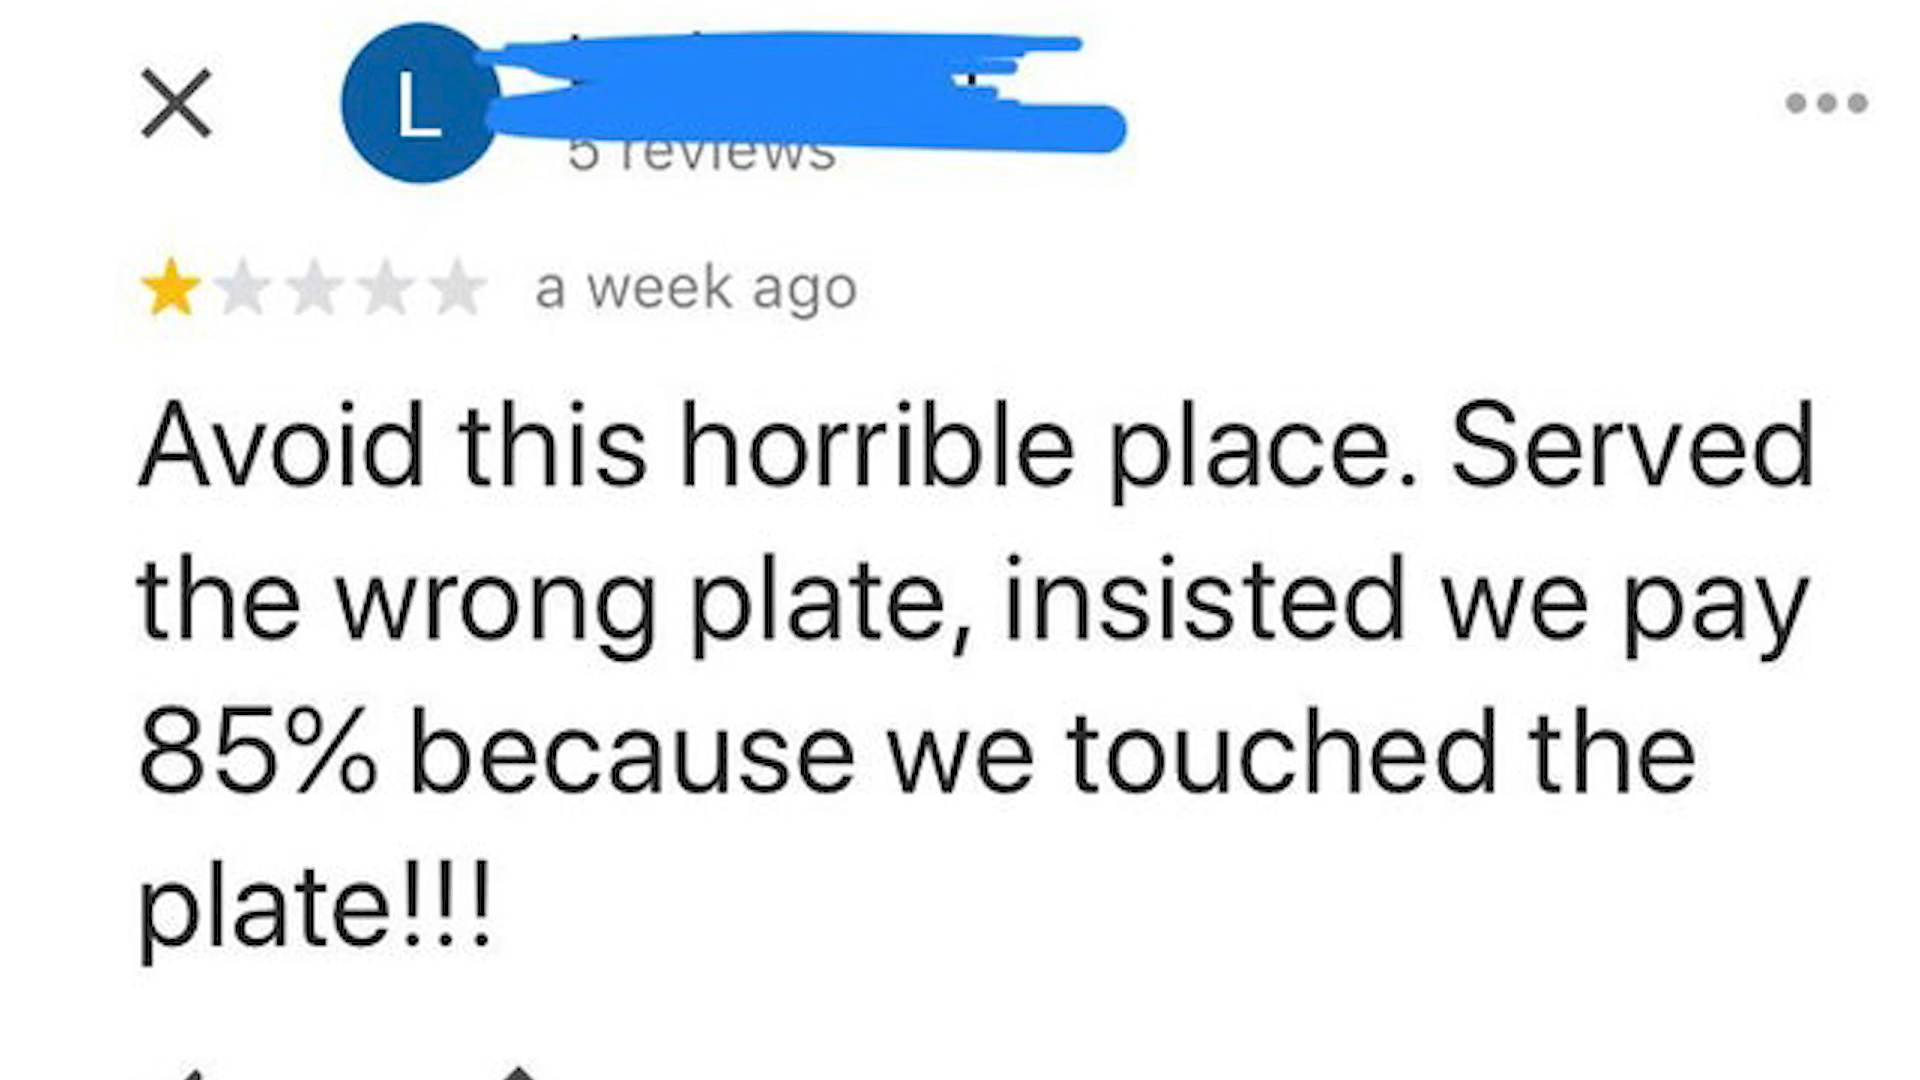 L
5 reviews
a week ago
Avoid this horrible place. Served
the wrong plate, insisted we pay
85% because we touched the
plate!!!